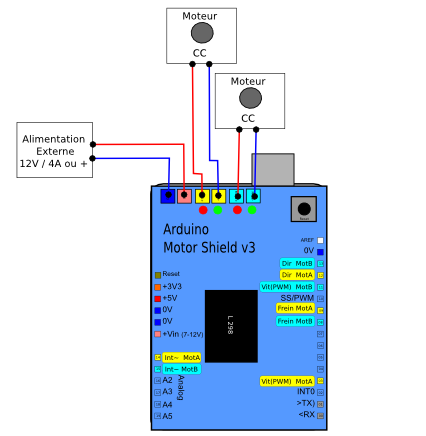 Moteur
CC
Moteur
CC
Alimentation
Externe
12V / 4A ou +
Reset
Arduino
Motor Shield v3
AREF
0V
Dir MotB
Dir MotA
Vit(PWM) MotB
SS/PWM
Frein MotA
Frein MotB
Reset
+3V3
+5V
0V
0V
+Vin (7-12V)
L 298
Int~ MotA
Int~ MotB
A2
A3
A4
A5
Analog
Vit(PWM) MotA
INT0
>TX)
<RX